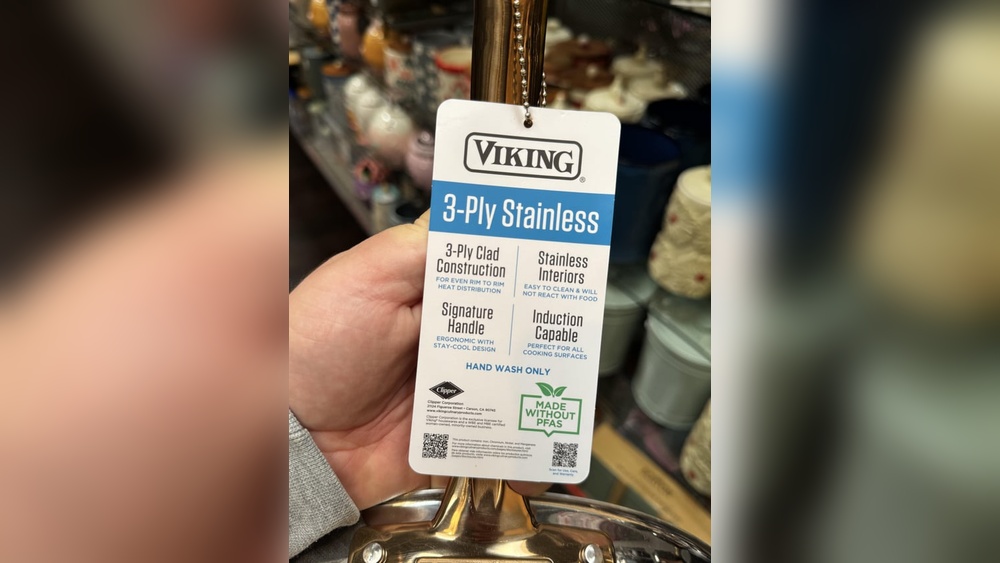 VIKING
®
3-Ply Stainless
3-Ply Clad
Construction
FOR EVEN RIM TO RIM
HEAT DISTRIBUTION
Stainless
Interiors
EASY TO CLEAN & WILL
NOT REACT WITH FOOD
Signature
Handle
ERGONOMIC WITH
STAY-COOL DESIGN
Induction
Capable
PERFECT FOR ALL
COOKING SURFACES
HAND WASH ONLY
Clipper
Clipper Corporation
MADE
WITHOUT
PFAS